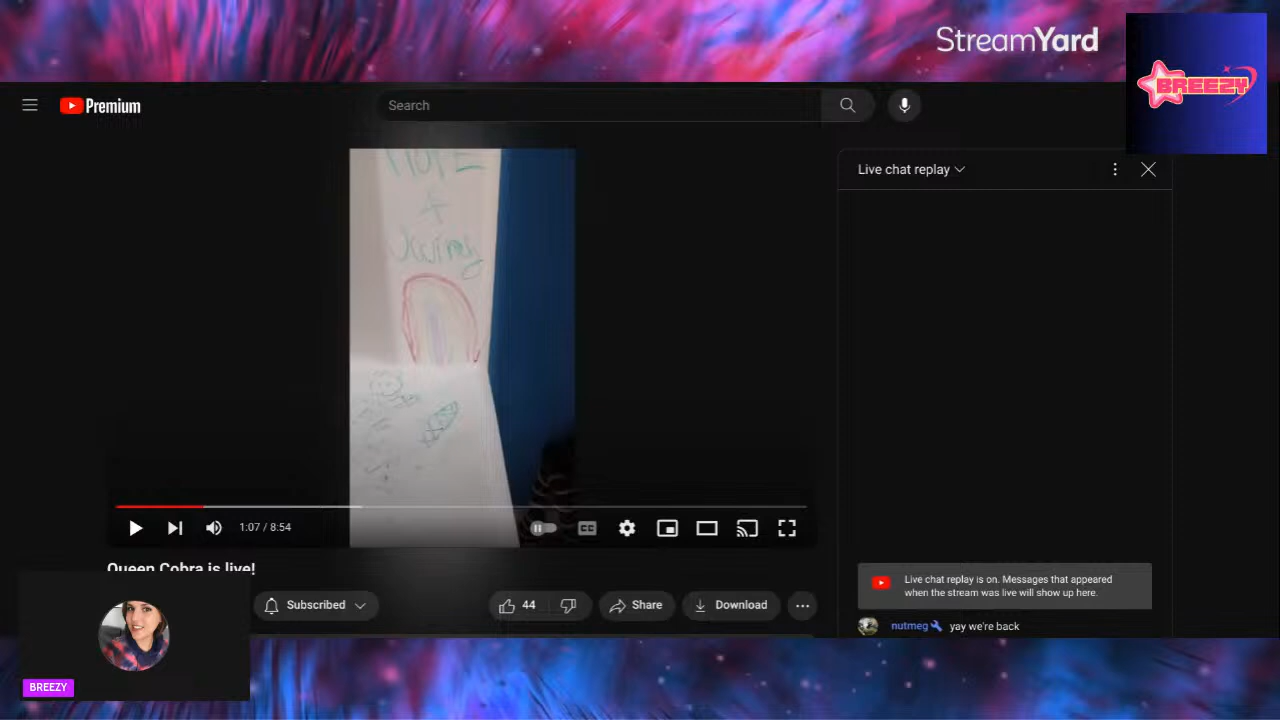 StreamYard
BREEZY
Premium
Search
Live chat replay
HOPE
A
1:07 / 8:54
CC
Queen Cobra is live!
Live chat replay is on. Messages that appeared
when the stream was live will show up here.
Subscribed
44
Share
Download
nutmeg yay we're back
BREEZY